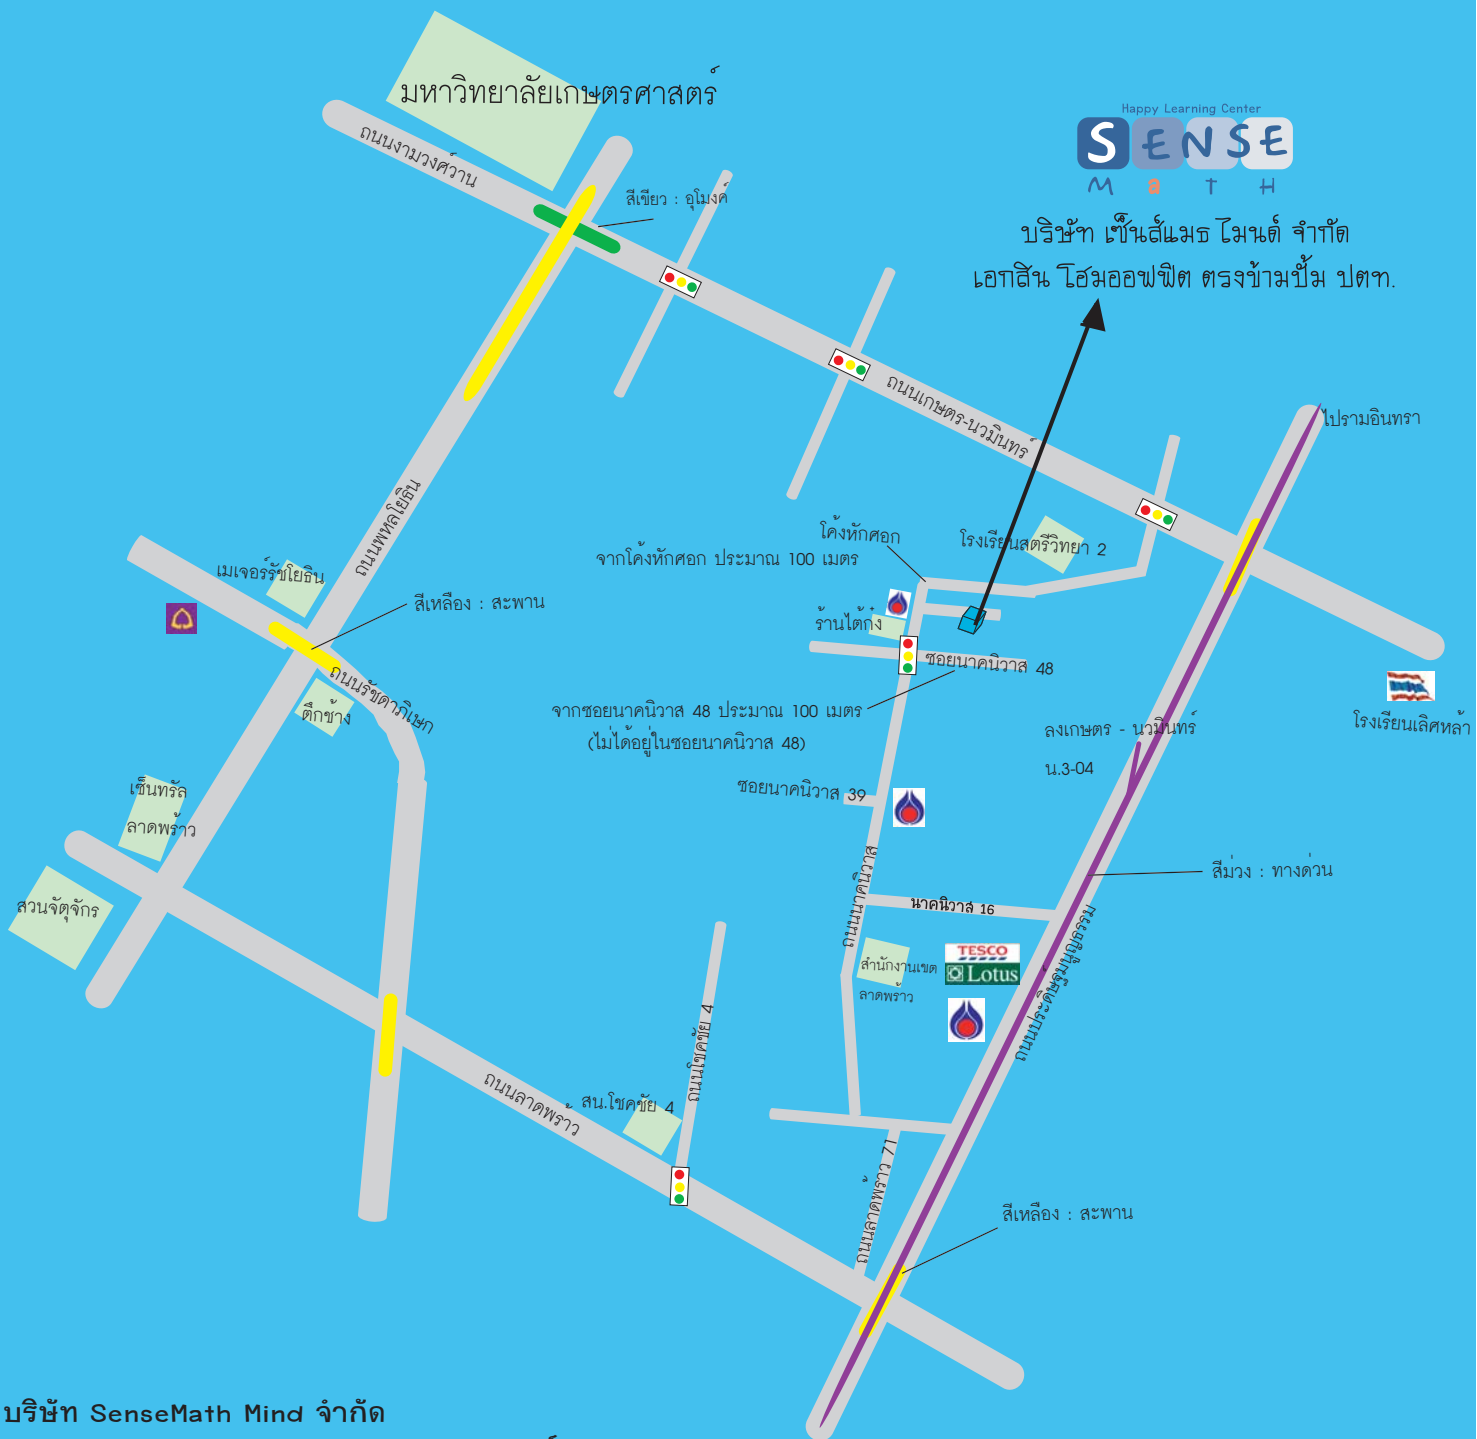 มหาวิทยาลัยเกษตรศาสตร์
ถนนงามวงศ์วาน
สีเขียว : อุโมงค์
Happy Learning Center
SENSE
MaTH
บริษัท เซ็นส์แมธ ไมนด์ จำกัด
เอกสิน โฮมออฟฟิต ตรงข้ามปั้ม ปตท.
ถนนเกษตร-นวมินทร์
ไปรามอินทรา
ถนนพหลโยธิน
โค้งหักศอก
จากโค้งหักศอก ประมาณ 100 เมตร
โรงเรียนสตรีวิทยา 2
เมเจอร์รัชโยธิน
สีเหลือง : สะพาน
ร้านไต้ก๋ง
ซอยนาคนิวาส 48
ถนนรัชดาภิเษก
ตึกช้าง
จากซอยนาคนิวาส 48 ประมาณ 100 เมตร
(ไม่ได้อยู่ในซอยนาคนิวาส 48)
ลงเกษตร - นวมินทร์
น.3-04
โรงเรียนเลิศหล้า
เซ็นทรัล
ลาดพร้าว
ซอยนาคนิวาส 39
สวนจัตุจักร
ถนนนาคนิวาส
สีม่วง : ทางด่วน
นาคนิวาส 16
สำนักงานเขต
ลาดพร้าว
TESCO
Lotus
ถนนประดิษฐ์มนูญธรรม
ถนนโชคชัย 4
ถนนลาดพร้าว
สน.โชคชัย 4
ถนนลาดพร้าว 71
สีเหลือง : สะพาน
บริษัท SenseMath Mind จำกัด